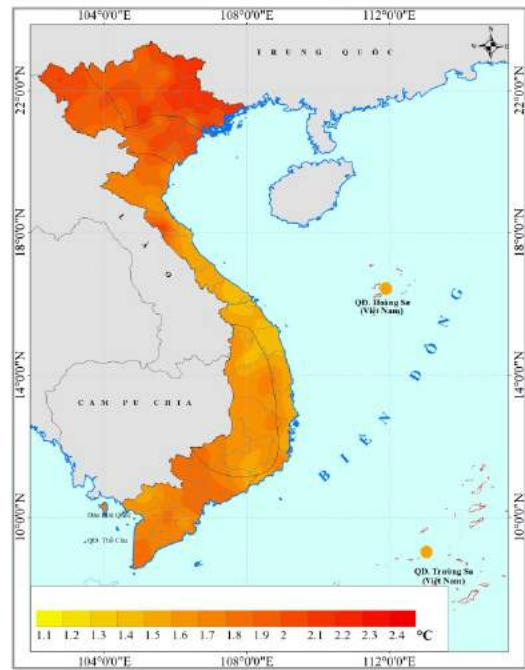 104°0'0"E 108°0'0"E 112°0'0"E
TRUNG QUỐC
22°0'0"N 22°0'0"N
18°0'0"N 18°0'0"N
LÀO
QĐ. Hoàng Sa
(Việt Nam)
14°0'0"N 14°0'0"N
CAM PU CHIA
BIỂN ĐÔNG
10°0'0"N 10°0'0"N
QĐ. Thổ Chu
QĐ. Trường Sa
(Việt Nam)
1.1 1.2 1.3 1.4 1.5 1.6 1.7 1.8 1.9 2 2.1 2.2 2.3 2.4 °C
104°0'0"E 108°0'0"E 112°0'0"E